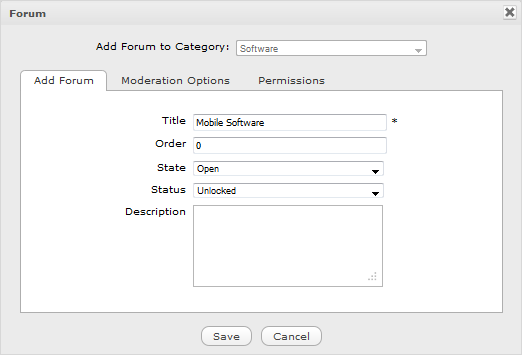 Forum
Add Forum to Category: Software
Add Forum Moderation Options Permissions
Title Mobile Software *
Order 0
State Open
Status Unlocked
Description
Save Cancel